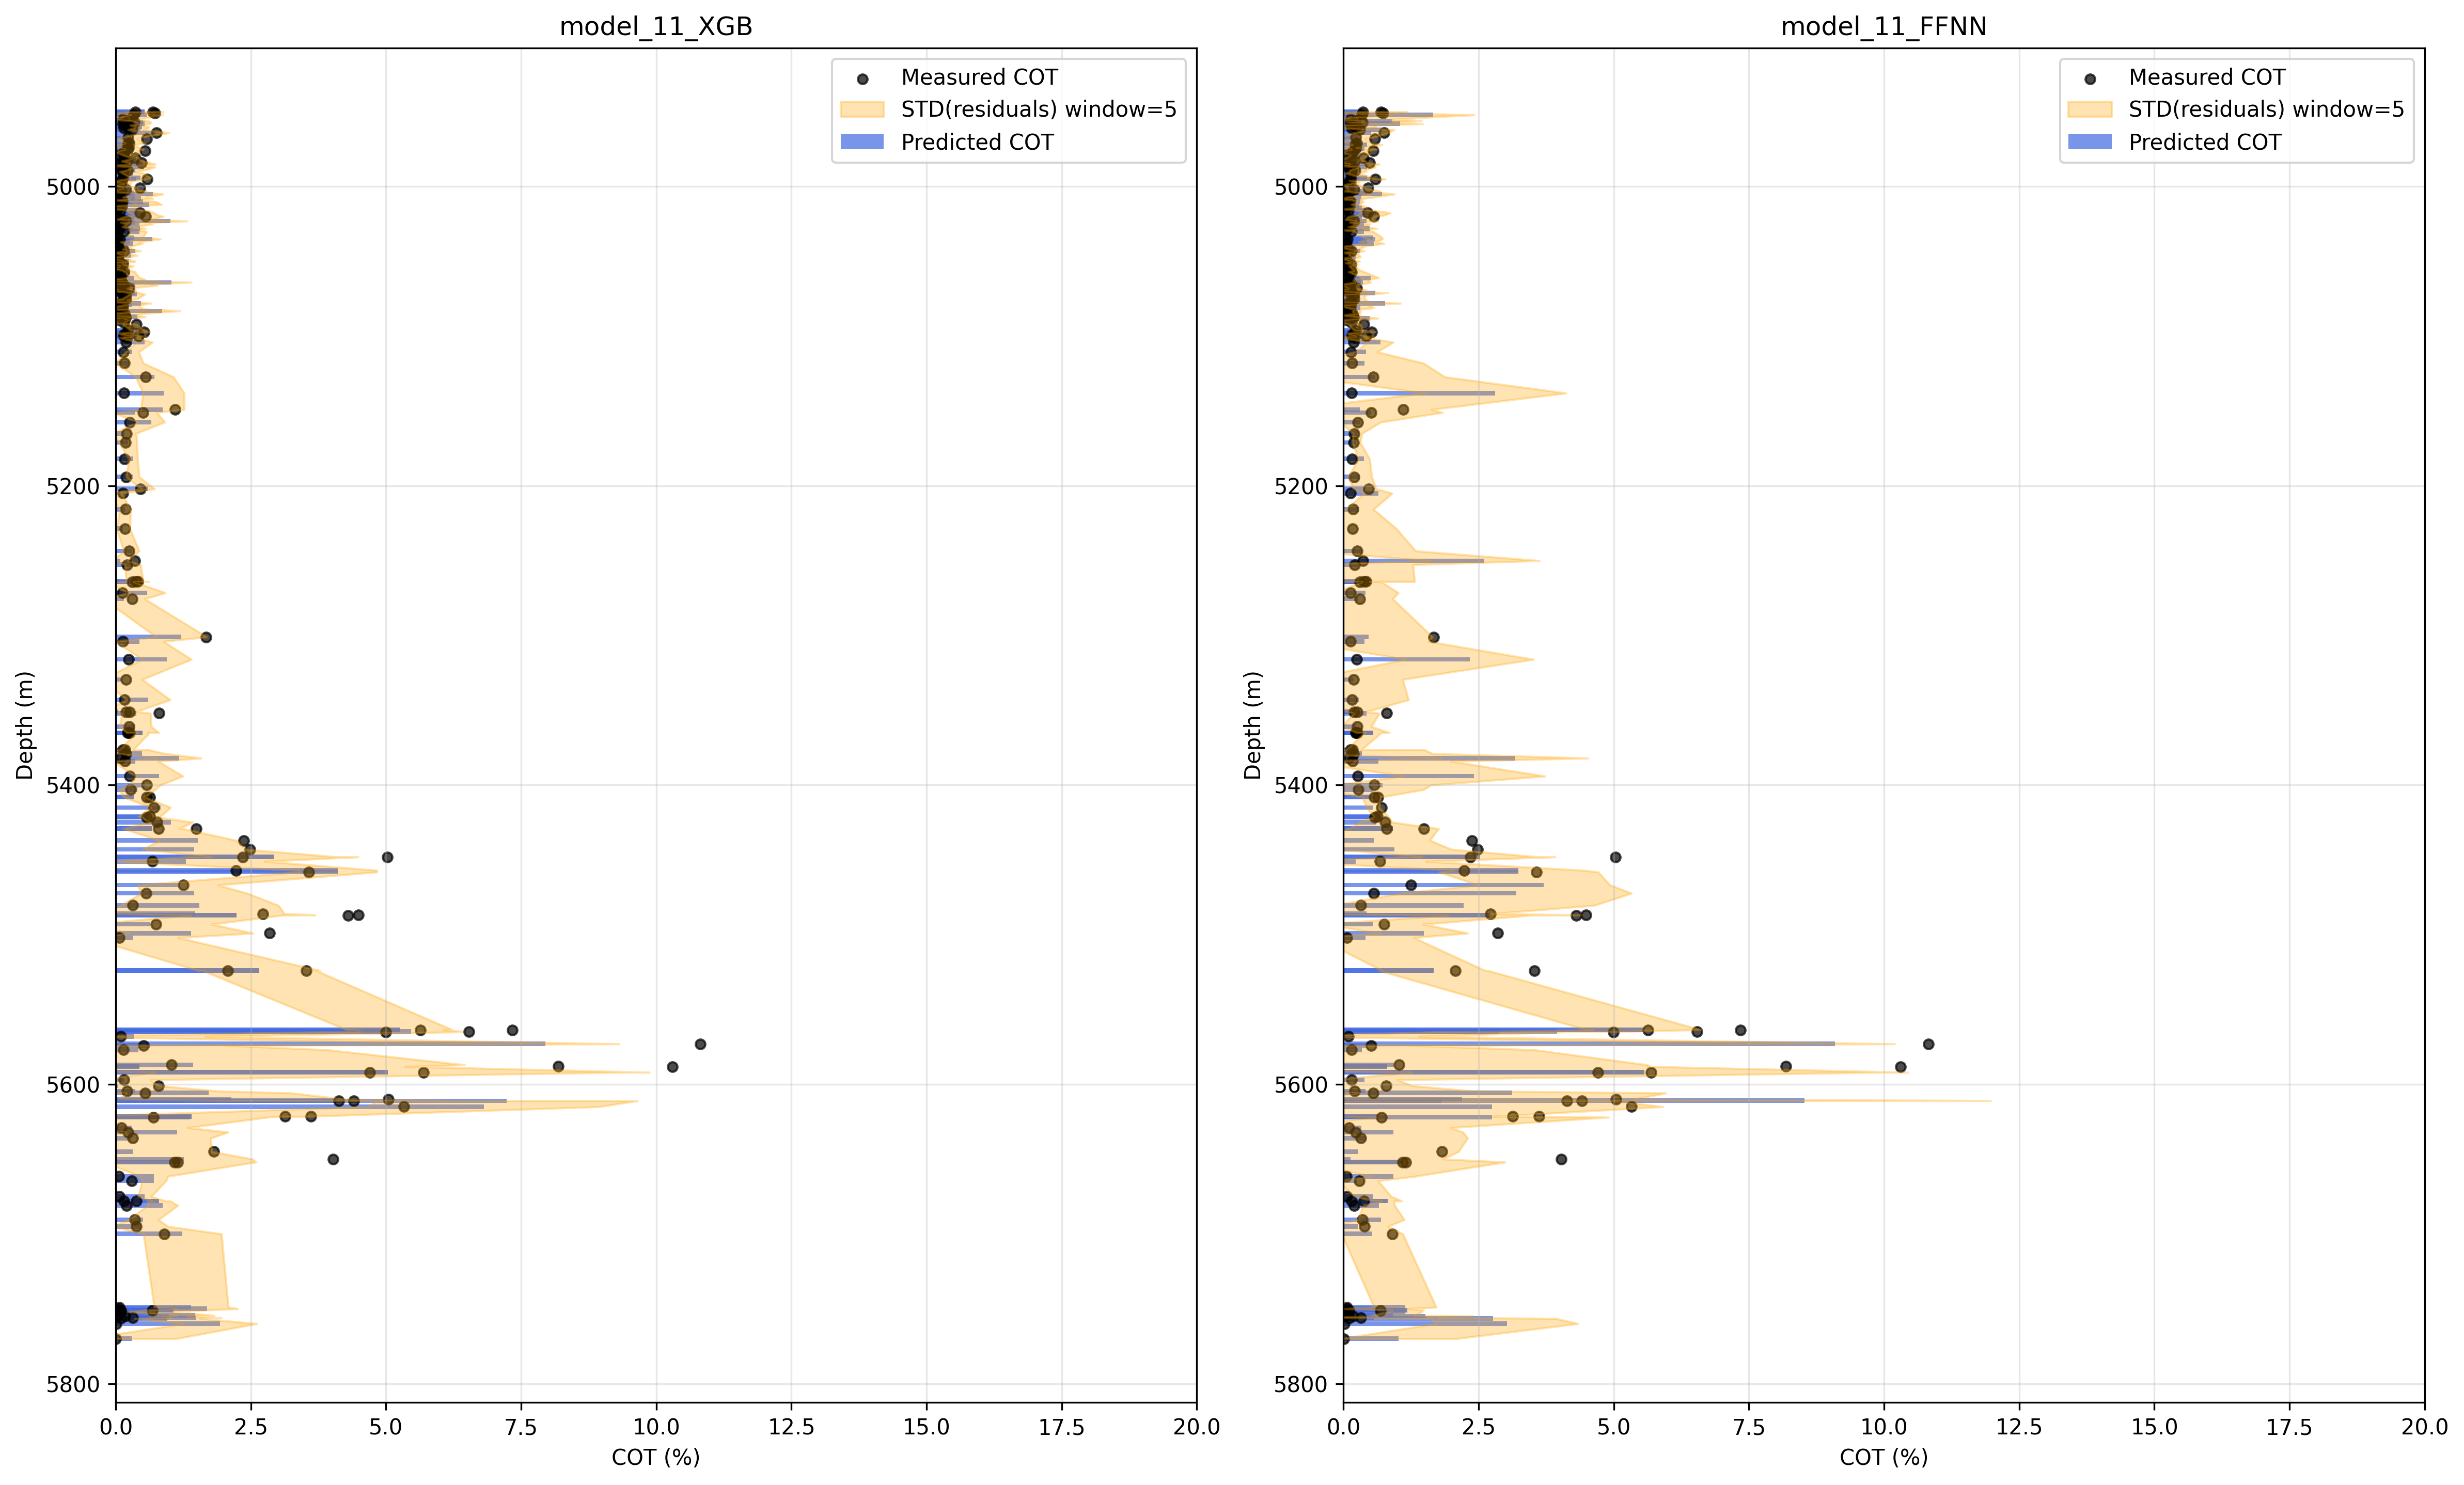 model_11_XGB
Measured COT
STD(residuals) window=5
Predicted COT
5000
5200
5400
5600
5800
Depth (m)
0.0 2.5 5.0 7.5 10.0 12.5 15.0 17.5 20.0
COT (%)
model_11_FFNN
Measured COT
STD(residuals) window=5
Predicted COT
5000
5200
5400
5600
5800
Depth (m)
0.0 2.5 5.0 7.5 10.0 12.5 15.0 17.5 20.0
COT (%)